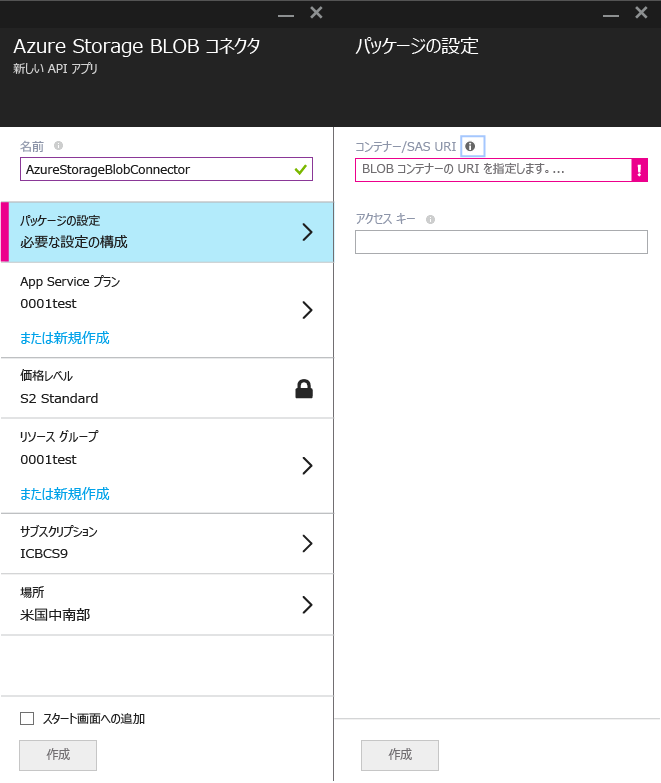 Azure Storage BLOB コネクタ
新しい API アプリ
名前
AzureStorageBlobConnector
パッケージの設定
必要な設定の構成
App Service プラン
0001test
または新規作成
価格レベル
S2 Standard
リソース グループ
0001test
または新規作成
サブスクリプション
ICBCS9
場所
米国中南部
スタート画面への追加
作成
パッケージの設定
コンテナー/SAS URI
BLOB コンテナーの URI を指定します。...
アクセス キー
作成